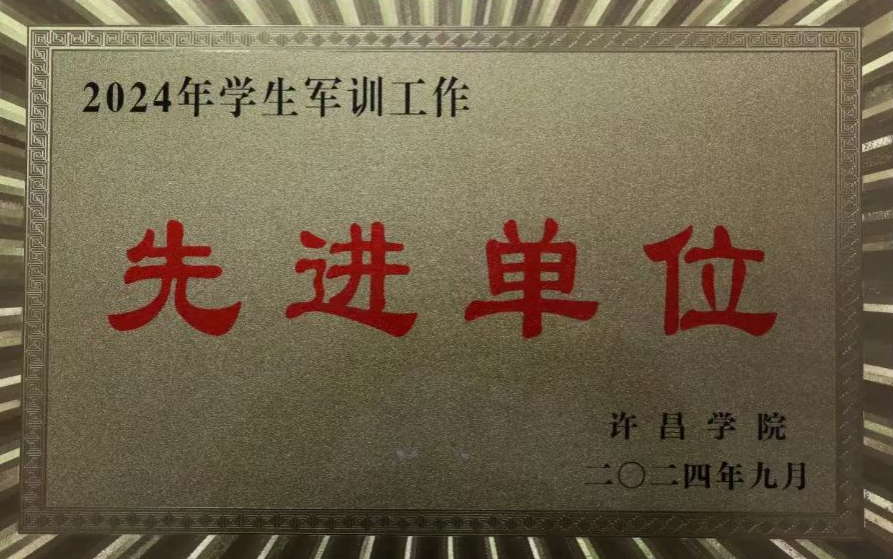 2024年学生军训工作
先进单位
许昌学院
二〇二四年九月